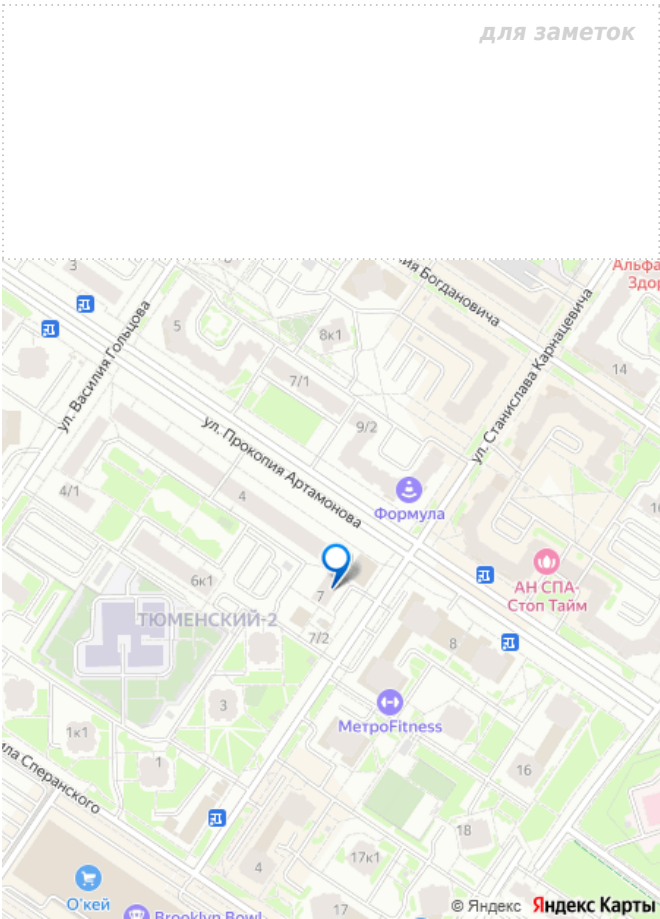 для заметок
3
ия Богдановича
Альфа
Здор
ул. Василия Гольцова
5
8к1
ул. Станислава Карнацевича
14
7/1
9/2
ул. Прокопия Артамонова
4/1
4
Формула
16
6к1
7
АН СПА-
Стоп Тайм
ТЮМЕНСКИЙ-2
7/2
8
3
МетроFitness
1к1
1
16
ла Сперанского
18
17к1
4
О'кей
17
Brooklyn Bowl
© Яндекс Яндекс Карты